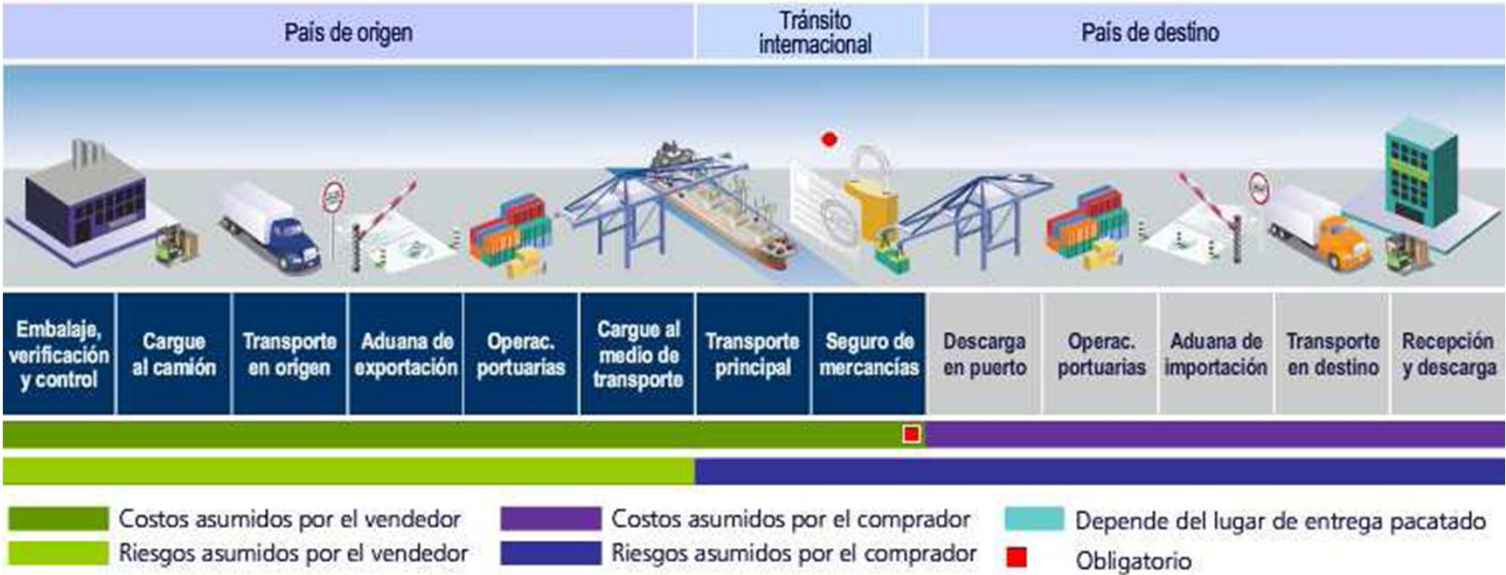 País de origen
Tránsito
internacional
País de destino
Embalaje,
verificación
y control
Cargue
al camión
Transporte
en origen
Aduana de
exportación
Operac.
portuarias
Cargue al
medio de
transporte
Transporte
principal
Seguro de
mercancías
Descarga
en puerto
Operac.
portuarias
Aduana de
importación
Transporte
en destino
Recepción
y descarga
Costos asumidos por el vendedor
Costos asumidos por el comprador
Depende del lugar de entrega pacatado
Riesgos asumidos por el vendedor
Riesgos asumidos por el comprador
Obligatorio